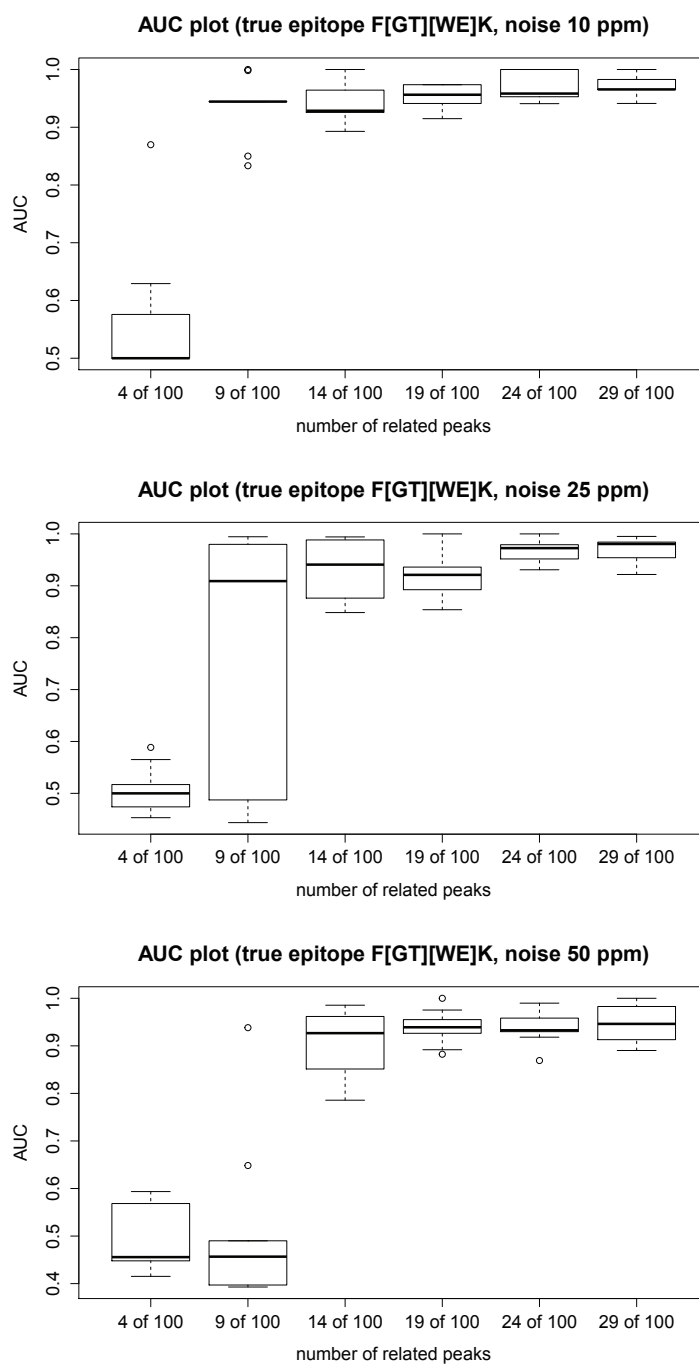 AUC plot (true epitope F[GT][WE]K, noise 10 ppm)
1.0
0.9
0.8
0.7
0.6
0.5
AUC
4 of 100 9 of 100 14 of 100 19 of 100 24 of 100 29 of 100
number of related peaks
AUC plot (true epitope F[GT][WE]K, noise 25 ppm)
1.0
0.9
0.8
0.7
0.6
0.5
AUC
4 of 100 9 of 100 14 of 100 19 of 100 24 of 100 29 of 100
number of related peaks
AUC plot (true epitope F[GT][WE]K, noise 50 ppm)
1.0
0.9
0.8
0.7
0.6
0.5
0.4
AUC
4 of 100 9 of 100 14 of 100 19 of 100 24 of 100 29 of 100
number of related peaks